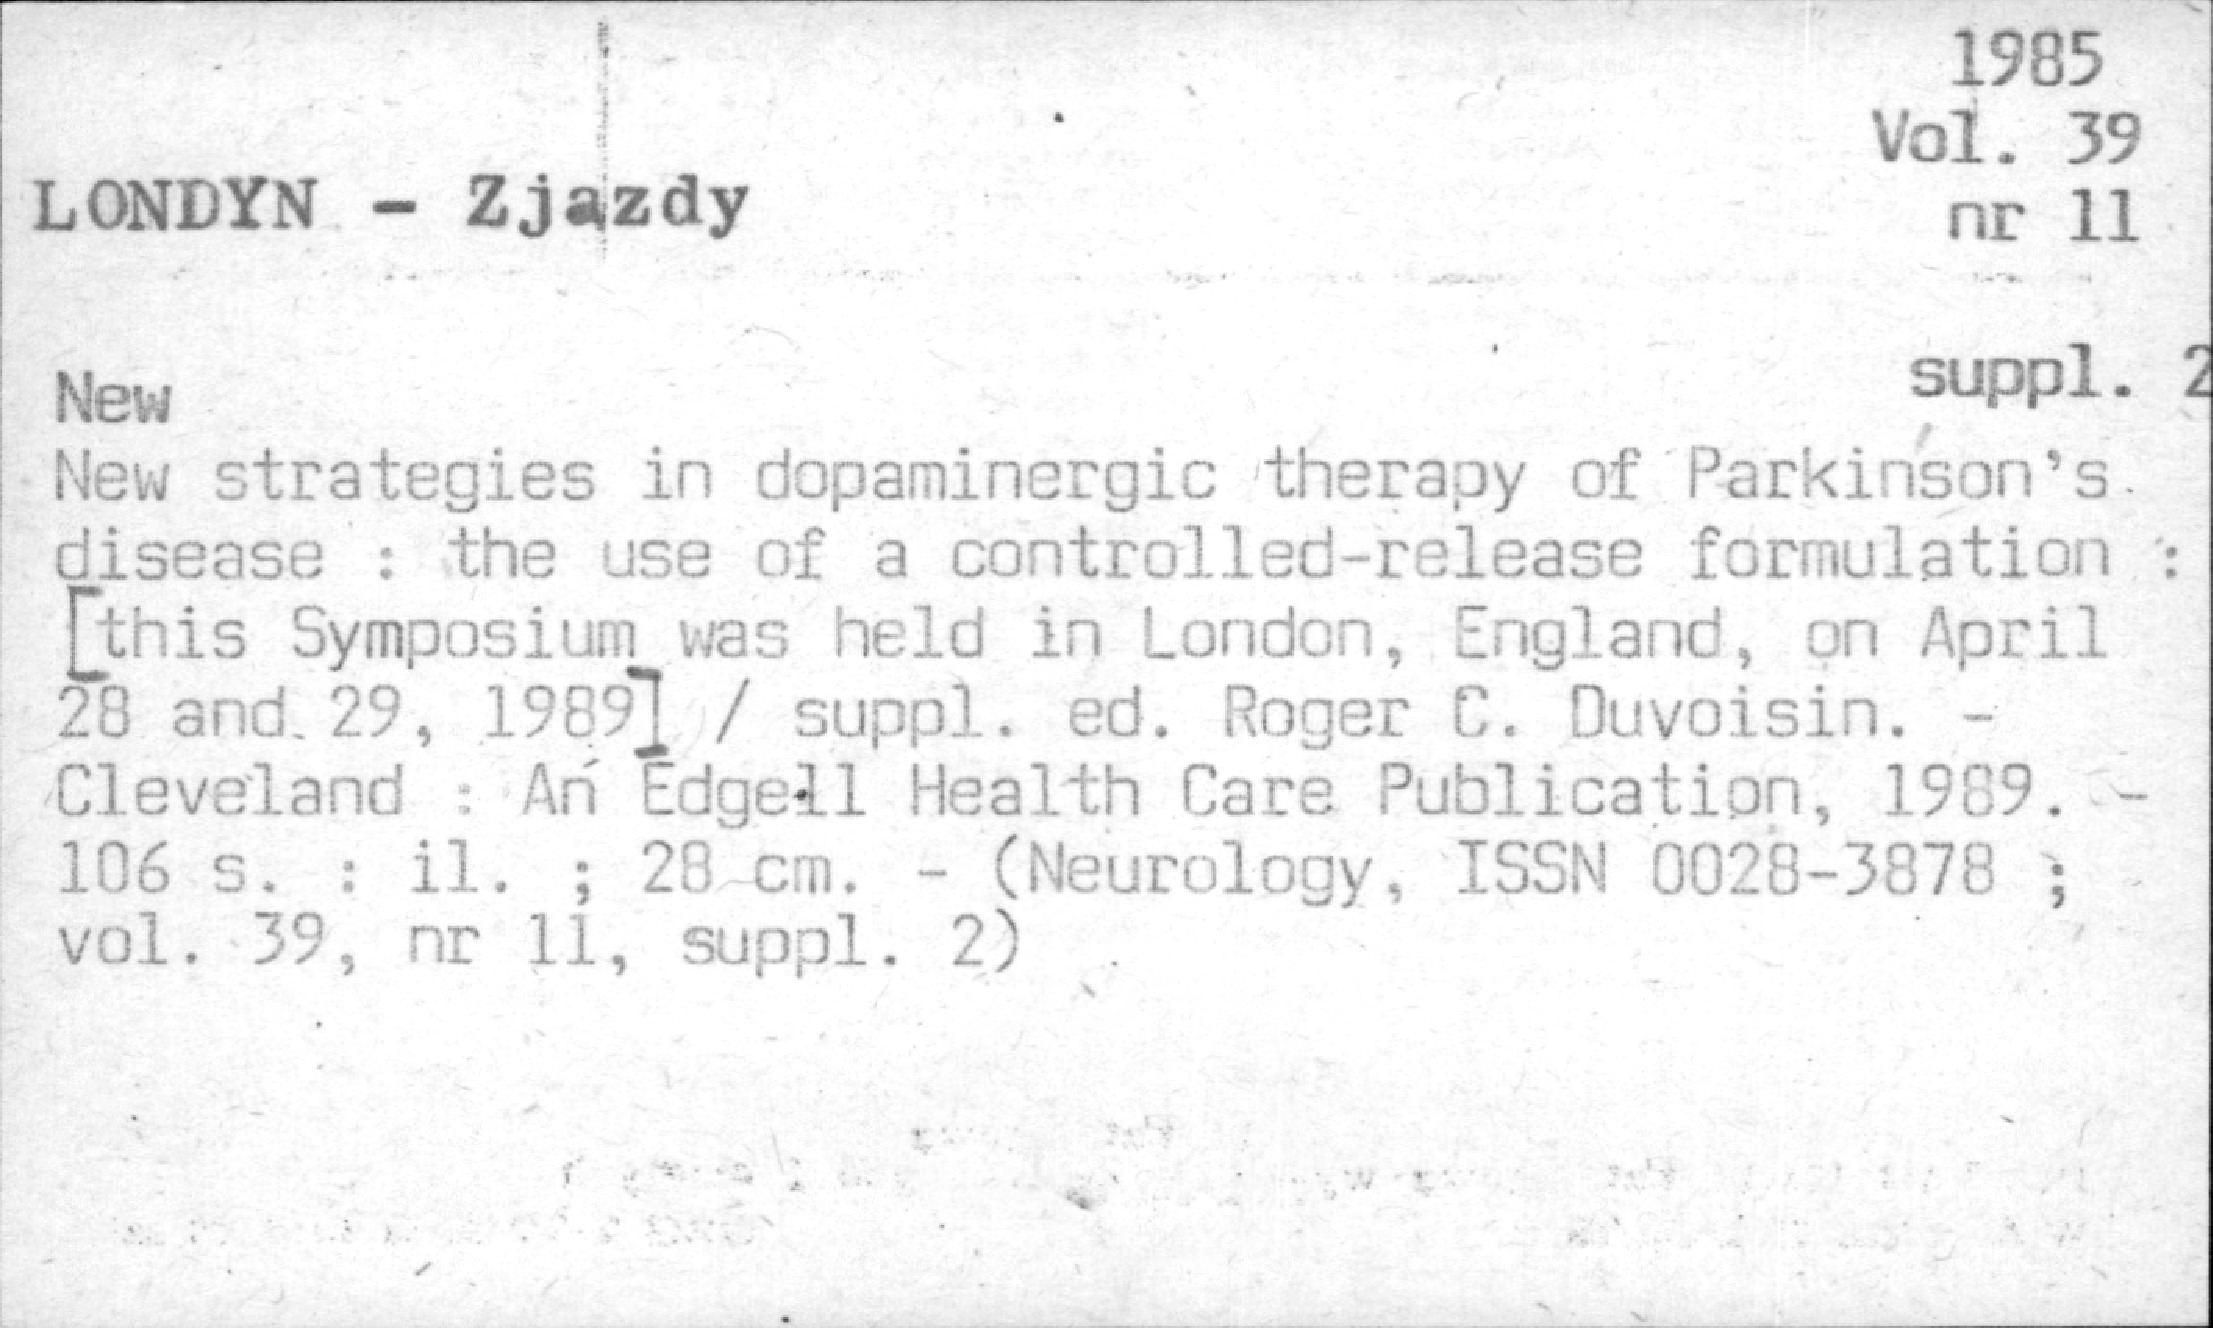 1985
Vol. 39
LONDYN - Zjazdy
nr 11
suppl. 2
New
New strategies in dopaminergic therapy of Parkinson's
disease : the use of a controlled-release formulation :
[this Symposium was held in London, England, on April
28 and 29, 1989] / suppl. ed. Roger C. Duvoisin. -
Cleveland : An Edgell Health Care Publication, 1989. -
106 s. : il. ; 28 cm. - (Neurology, ISSN 0028-3878 ;
vol. 39, nr 11, suppl. 2)